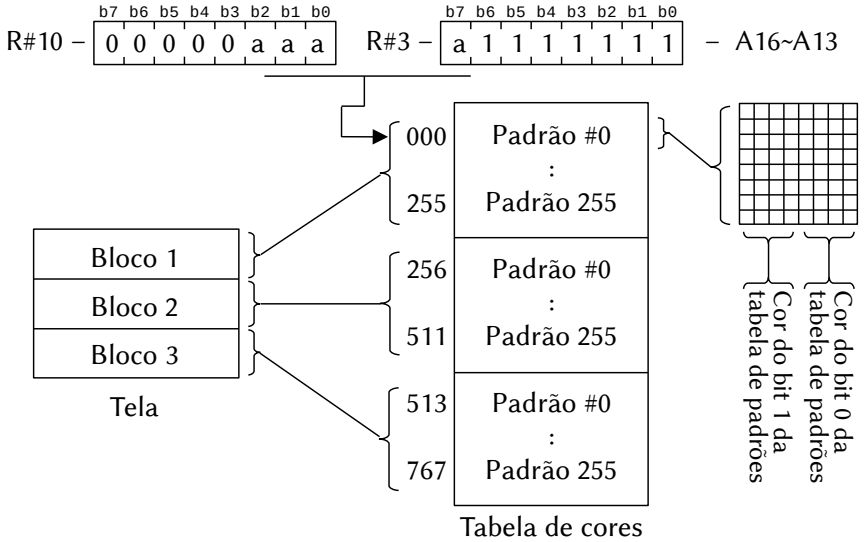 b7 b6 b5 b4 b3 b2 b1 b0
R#10 – 0 0 0 0 0 a a a
b7 b6 b5 b4 b3 b2 b1 b0
R#3 – a 1 1 1 1 1 1 1 – A16~A13
000 Padrão #0
:
255 Padrão 255
256 Padrão #0
:
511 Padrão 255
513 Padrão #0
:
767 Padrão 255
Tabela de cores
Bloco 1
Bloco 2
Bloco 3
Tela
Cor do bit 1 da
tabela de padrões
Cor do bit 0 da
tabela de padrões